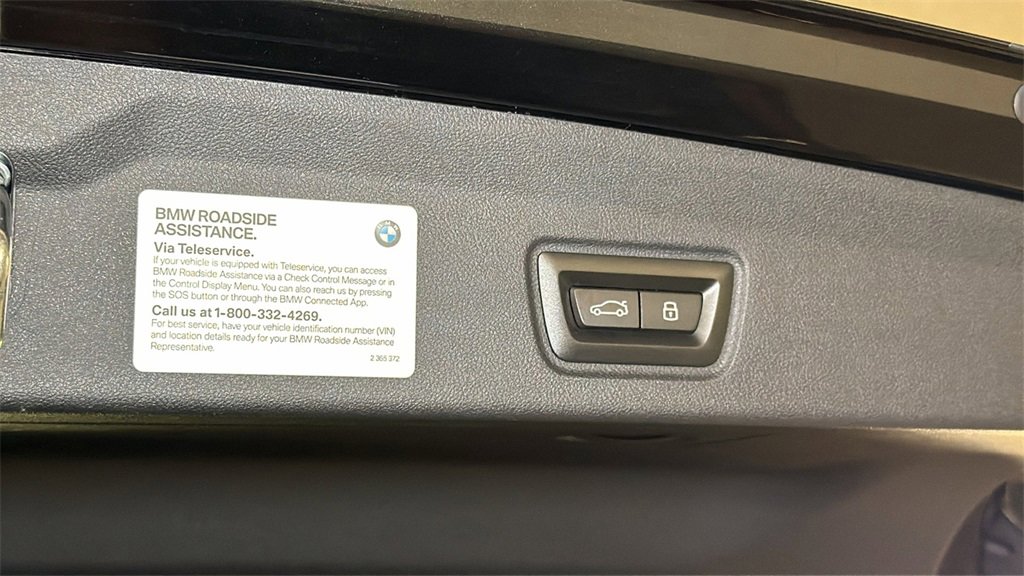 BMW ROADSIDE
ASSISTANCE.
Via Teleservice.
If your vehicle is equipped with Teleservice, you can access
BMW Roadside Assistance via a Check Control Message or in
the Control Display Menu. You can also reach us by pressing
the SOS button or through the BMW Connected App.
Call us at 1-800-332-4269.
For best service, have your vehicle identification number (VIN)
and location details ready for your BMW Roadside Assistance
Representative.
2 365 372